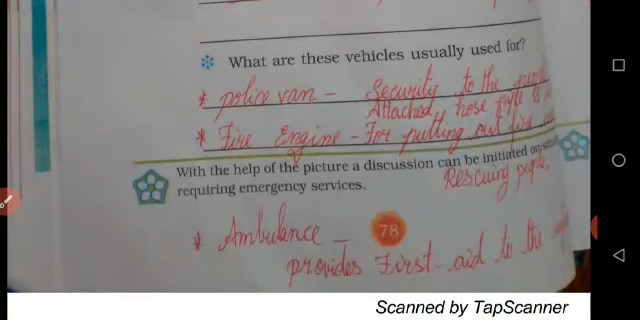 What are these vehicles usually used for?
* police van - Security to the
Attached hose
* Fire Engine - For putting out fire
With the help of the picture a discussion can be initiated on
requiring emergency services.
Rescuing people.
* Ambulance -
78
provides First-aid to the
Scanned by TapScanner